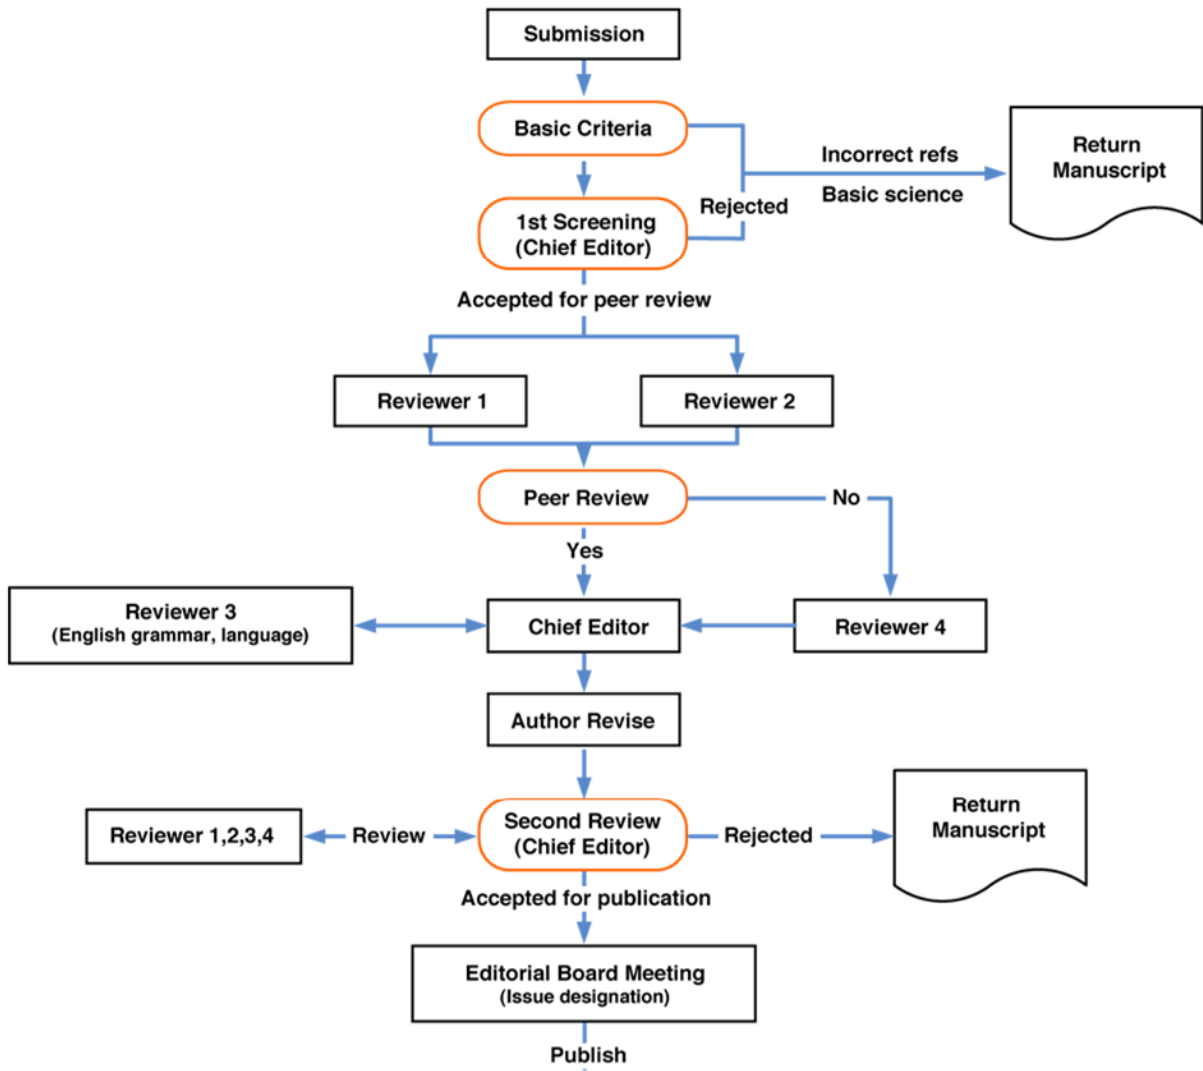 Submission
Basic Criteria
Incorrect refs
Basic science
Return
Manuscript
Rejected
1st Screening
(Chief Editor)
Accepted for peer review
Reviewer 1
Reviewer 2
Peer Review
No
Yes
Reviewer 3
(English grammar, language)
Chief Editor
Reviewer 4
Author Revise
Reviewer 1,2,3,4
Review
Second Review
(Chief Editor)
Rejected
Return
Manuscript
Accepted for publication
Editorial Board Meeting
(Issue designation)
Publish